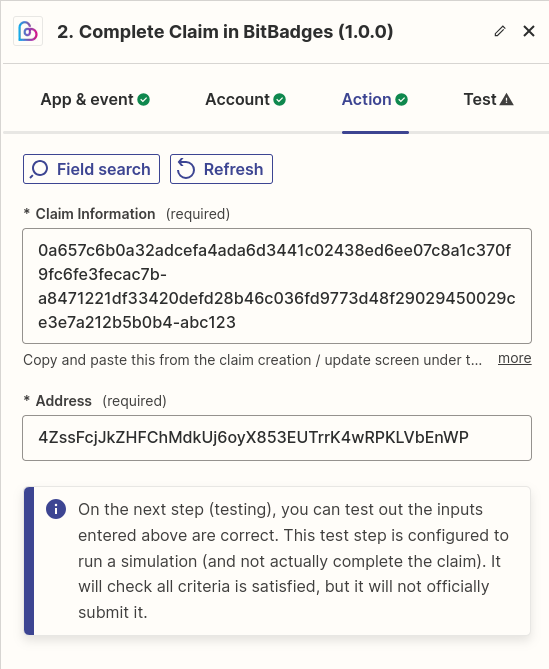 2. Complete Claim in BitBadges (1.0.0)
App & event
Account
Action
Test
Field search
Refresh
* Claim Information (required)
0a657c6b0a32adcefa4ada6d3441c02438ed6ee07c8a1c370f
9fc6fe3fecac7b-
a8471221df33420defd28b46c036fd9773d48f29029450029c
e3e7a212b5b0b4-abc123
Copy and paste this from the claim creation / update screen under t... more
* Address (required)
4ZssFcjJkZHFChMdkUj6oyX853EUTrrK4wRPKLVbEnWP
On the next step (testing), you can test out the inputs
entered above are correct. This test step is configured to
run a simulation (and not actually complete the claim). It
will check all criteria is satisfied, but it will not officially
submit it.